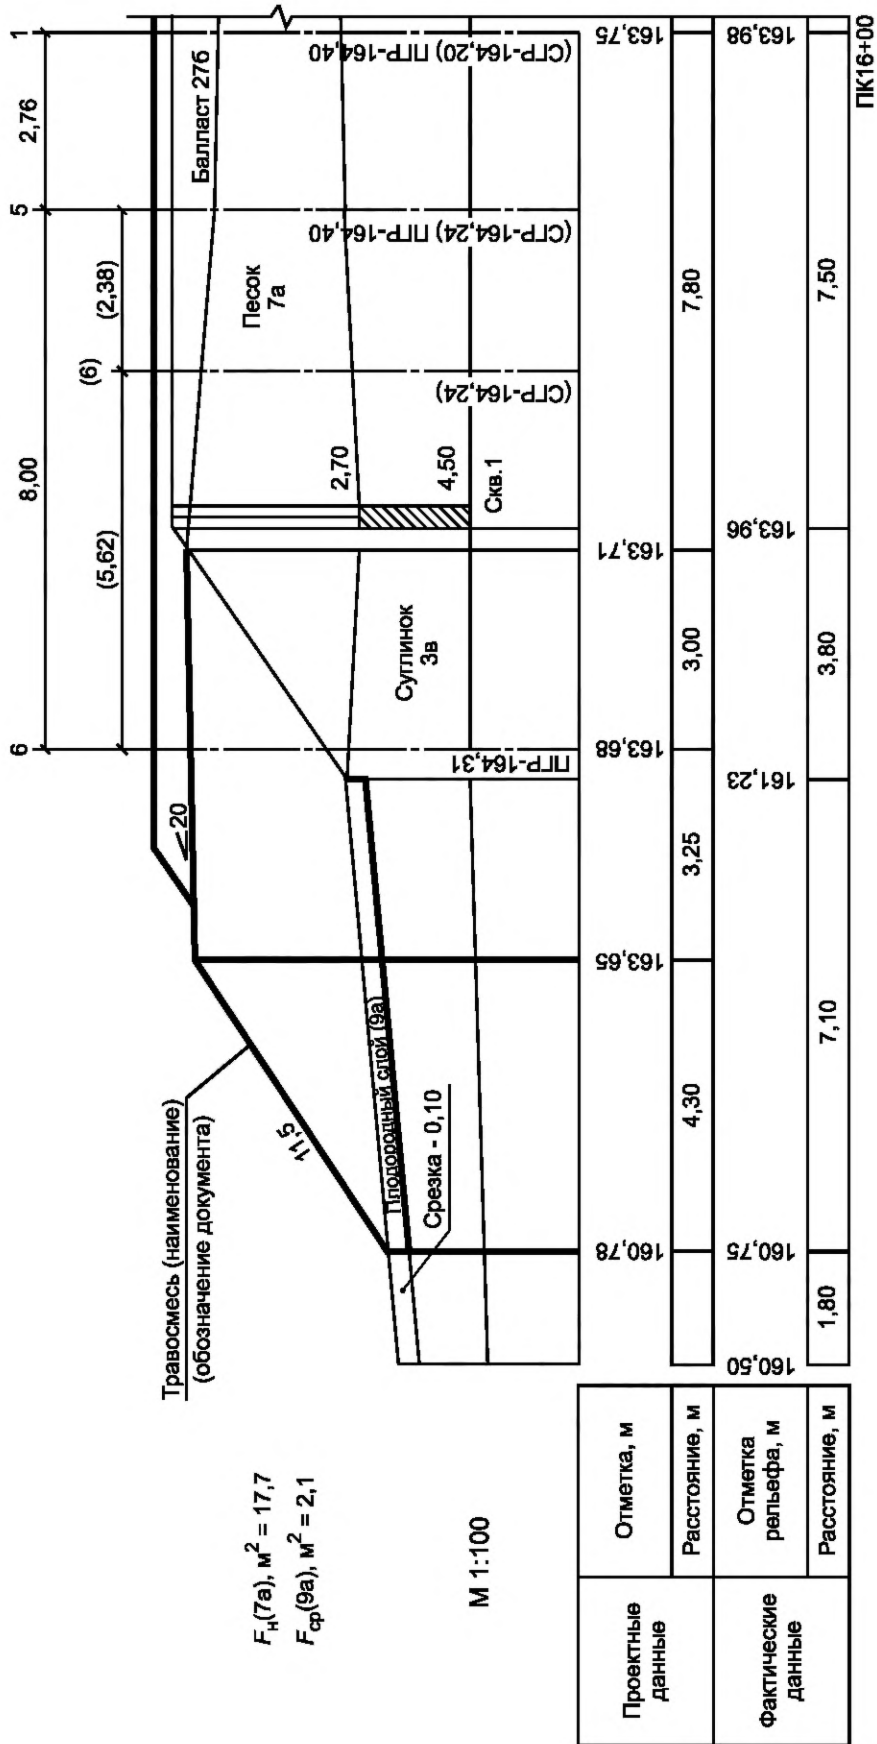 6
8,00
5
2,76
1
(5,62)
(6)
(2,38)
Травосмесь (наименование)
(обозначение документа)
20
Балласт 27б
Песок
7а
F_н(7а), м² = 17,7
F_ср(9а), м² = 2,1
11,5
2,70
Плодородный слой (9а)
Суглинок
3в
Срезка - 0,10
4,50
Скв.1
М 1:100
ПГР-164,31
(СГР-164,24)
(СГР-164,24) ПГР-164,40
(СГР-164,20) ПГР-164,40
Проектные
данные
Отметка, м
160,78
163,65
163,68
163,71
163,75
Расстояние, м
4,30
3,25
3,00
7,80
Фактические
данные
Отметка
рельефа, м
160,50
160,75
161,23
163,96
163,98
Расстояние, м
1,80
7,10
3,80
7,50
ПК16+00